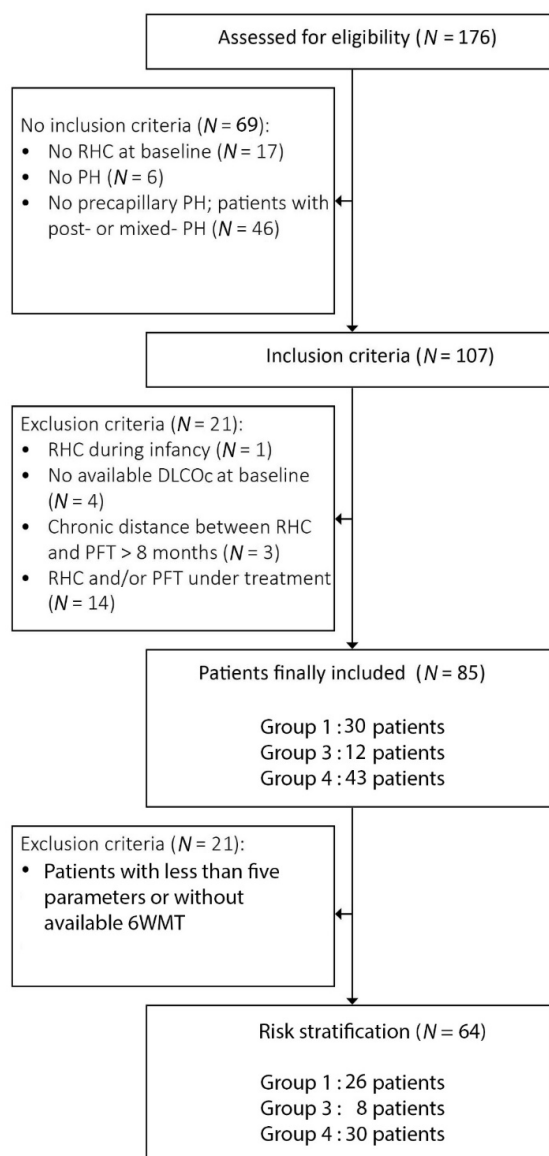 Assessed for eligibility (N = 176)
No inclusion criteria (N = 69):
• No RHC at baseline (N = 17)
• No PH (N = 6)
• No precapillary PH; patients with
post- or mixed- PH (N = 46)
Inclusion criteria (N = 107)
Exclusion criteria (N = 21):
• RHC during infancy (N = 1)
• No available DLCOc at baseline
(N = 4)
• Chronic distance between RHC
and PFT > 8 months (N = 3)
• RHC and/or PFT under treatment
(N = 14)
Patients finally included (N = 85)
Group 1 : 30 patients
Group 3 : 12 patients
Group 4 : 43 patients
Exclusion criteria (N = 21):
• Patients with less than five
parameters or without
available 6WMT
Risk stratification (N = 64)
Group 1 : 26 patients
Group 3 : 8 patients
Group 4 : 30 patients